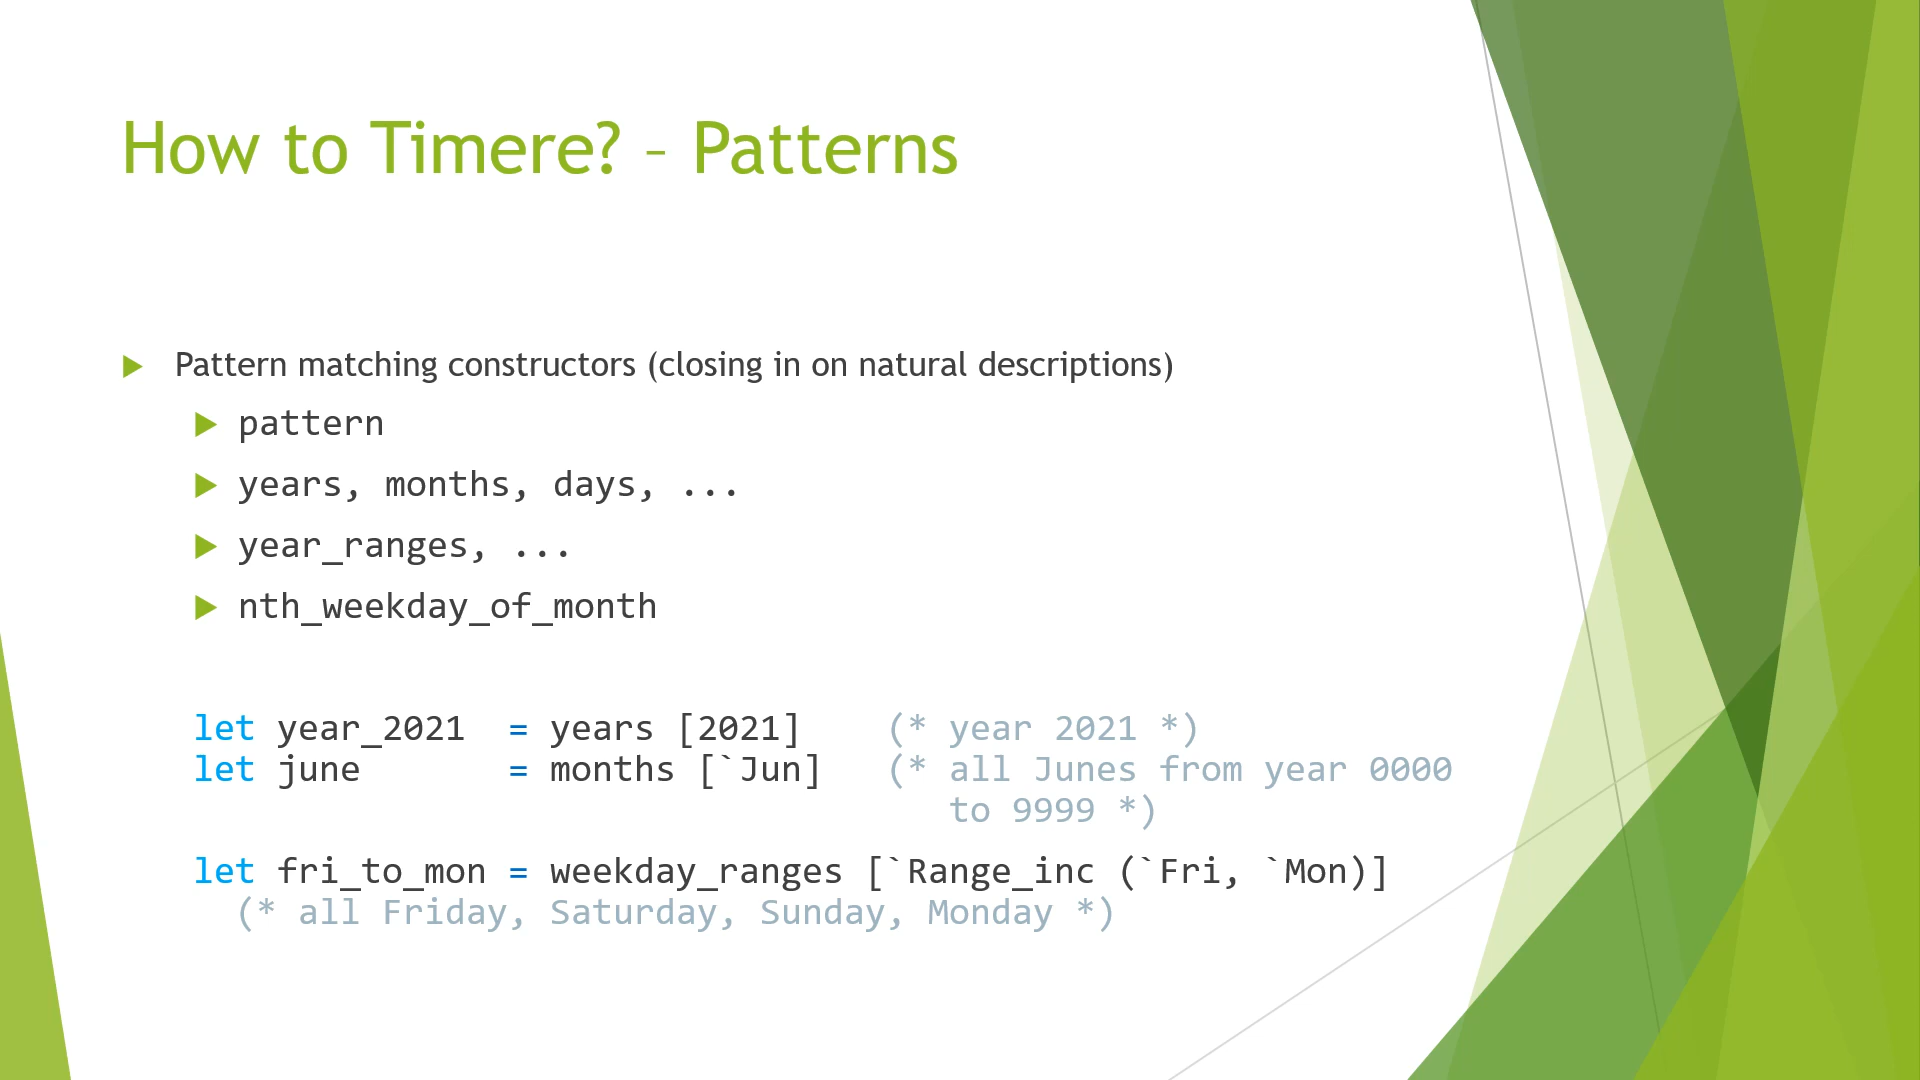 How to Timere? – Patterns
Pattern matching constructors (closing in on natural descriptions)
pattern
years, months, days, ...
year_ranges, ...
nth_weekday_of_month
let year_2021  = years [2021]    (* year 2021 *)
let june       = months [`Jun]   (* all Junes from year 0000
to 9999 *)
let fri_to_mon = weekday_ranges [`Range_inc (`Fri, `Mon)]
(* all Friday, Saturday, Sunday, Monday *)